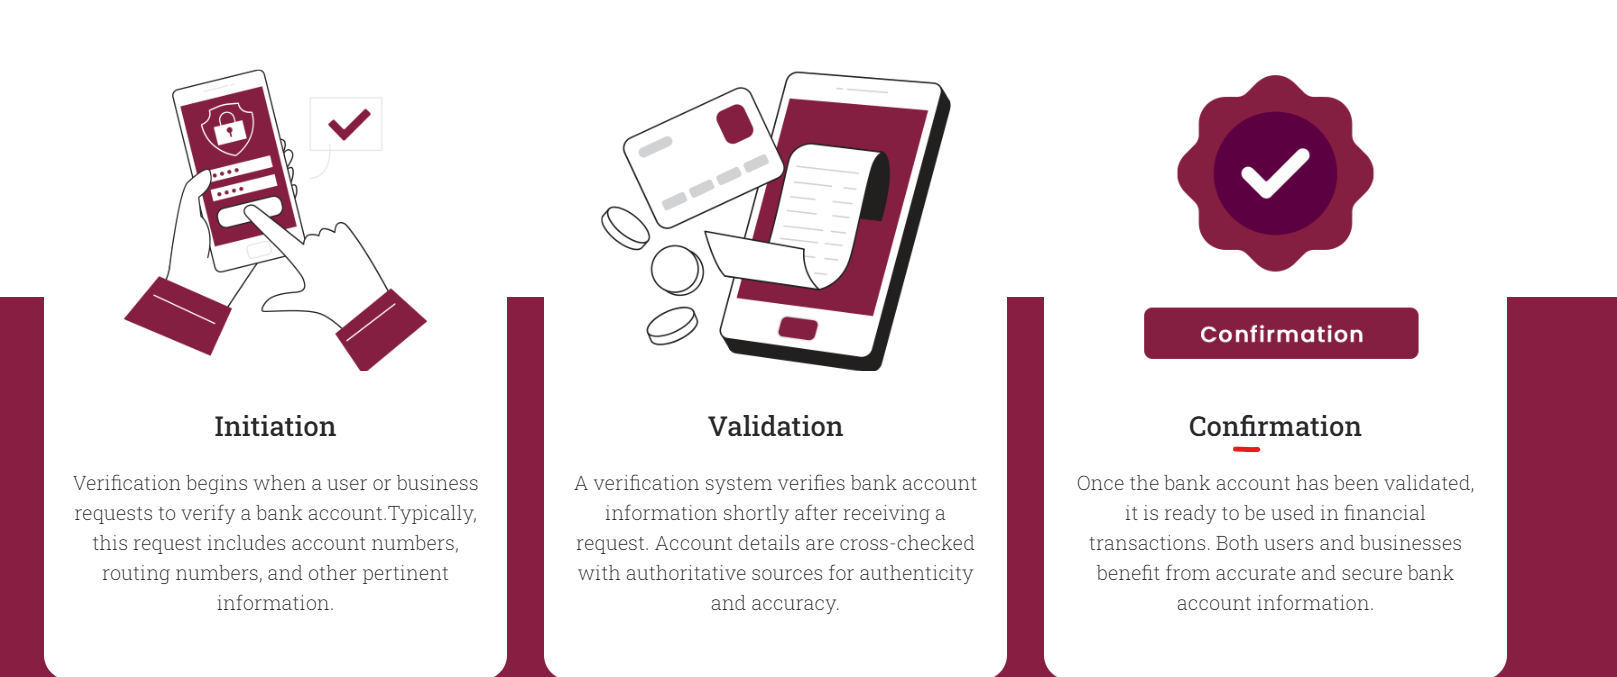 Confirmation
Initiation
Verification begins when a user or business
requests to verify a bank account.Typically,
this request includes account numbers,
routing numbers, and other pertinent
information.
Validation
A verification system verifies bank account
information shortly after receiving a
request. Account details are cross-checked
with authoritative sources for authenticity
and accuracy.
Confirmation
Once the bank account has been validated,
it is ready to be used in financial
transactions. Both users and businesses
benefit from accurate and secure bank
account information.